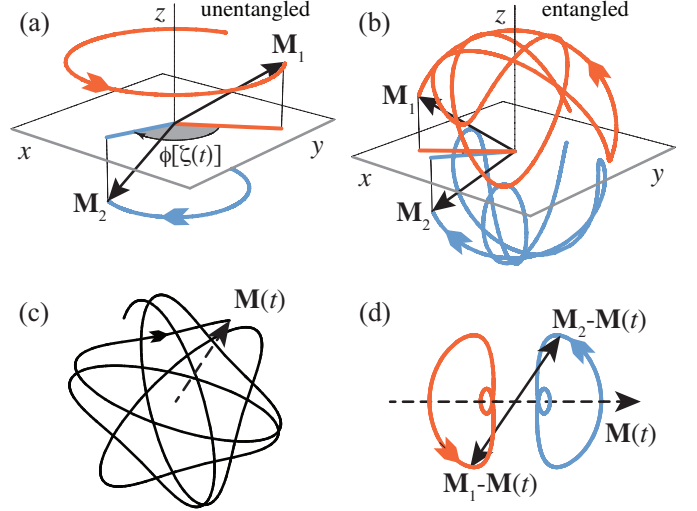 (a)
z
unentangled
M₁
x
y
ϕ[ζ(t)]
M₂
(b)
z
entangled
M₁
x
y
M₂
(c)
M(t)
(d)
M₂-M(t)
M(t)
M₁-M(t)